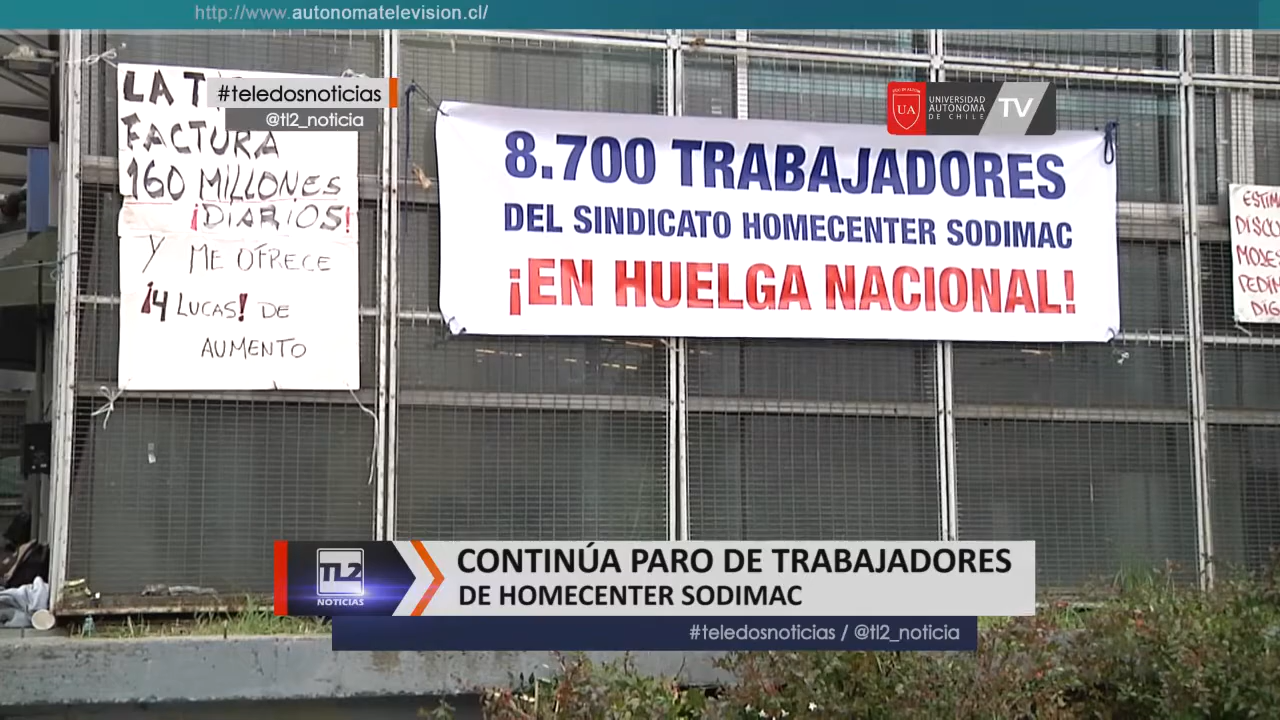 http://www.autonomatelevision.cl/
#teledosnoticias
@tl2_noticia
LA
FACTURA
160 MILLONES
¡DIARIOS!
Y ME OFRECE
¡4 LUCAS! DE
AUMENTO
UA
UNIVERSIDAD
AUTÓNOMA
DE CHILE
TV
8.700 TRABAJADORES
DEL SINDICATO HOMECENTER SODIMAC
¡EN HUELGA NACIONAL!
TL2
NOTICIAS
CONTINÚA PARO DE TRABAJADORES
DE HOMECENTER SODIMAC
#teledosnoticias / @tl2_noticia